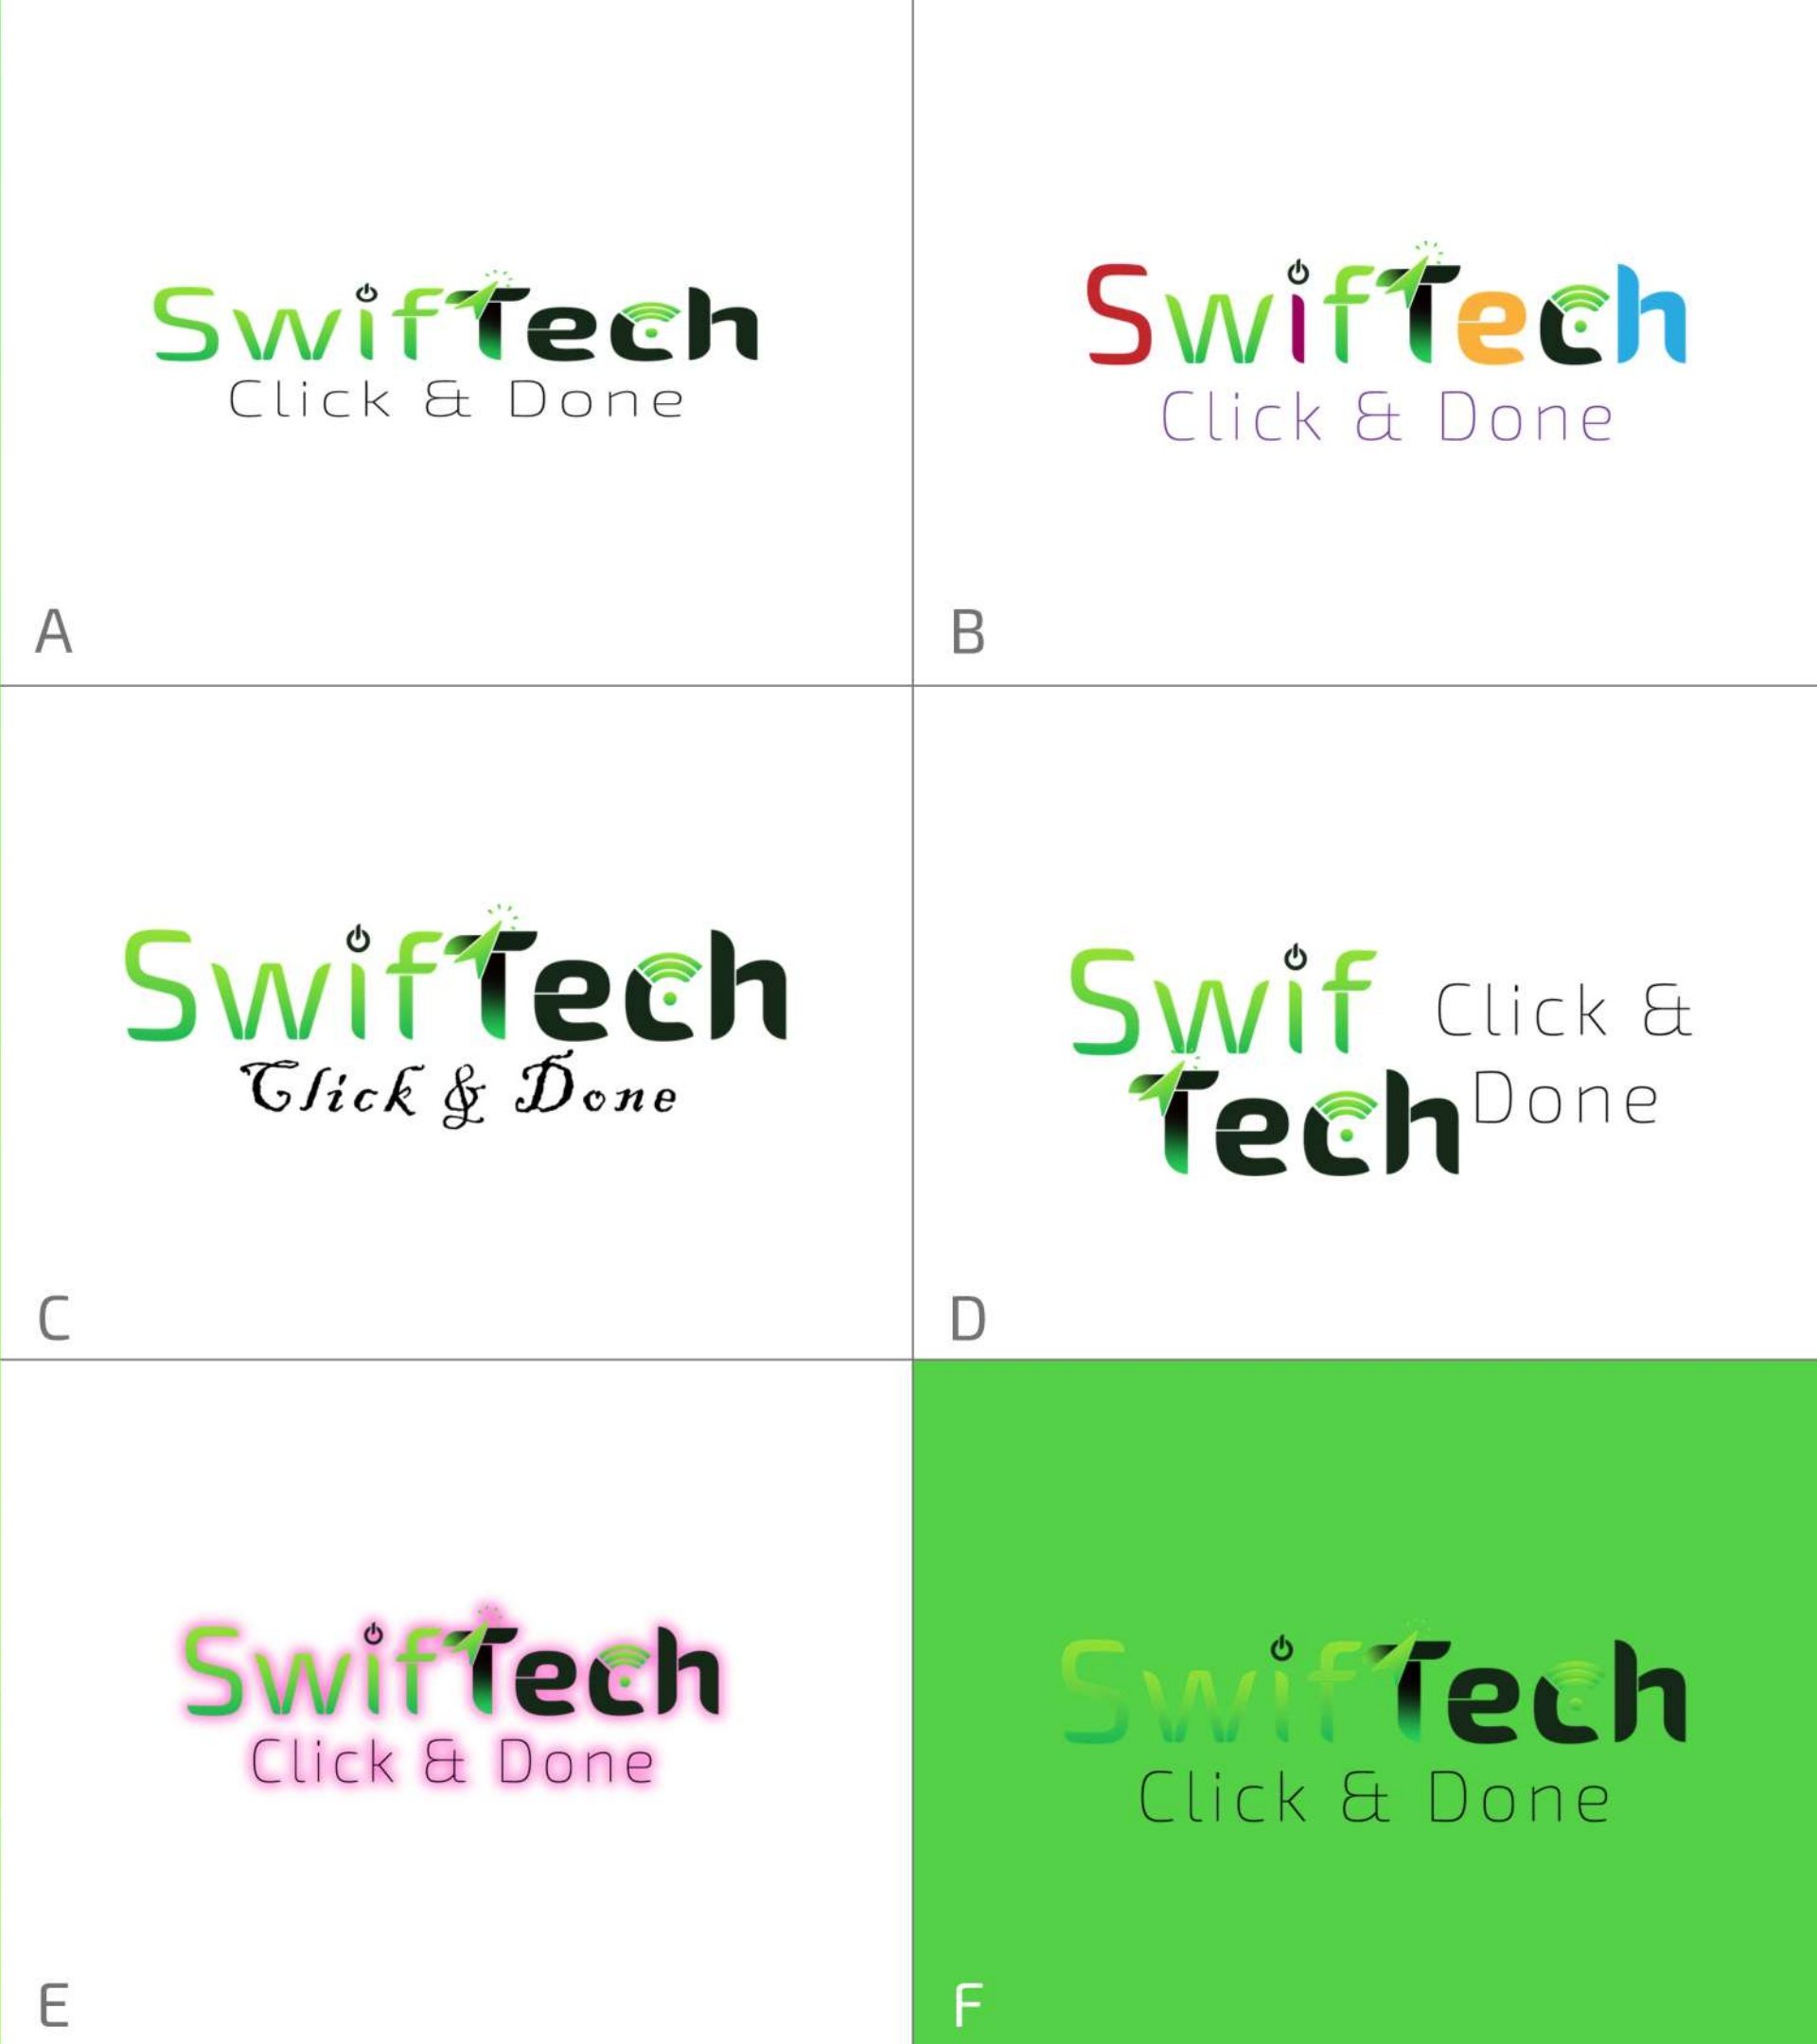 SwifTech
Click & Done
A
SwifTech
Click & Done
B
SwifTech
Click & Done
C
Swif
Tech
Click &
Done
D
SwifTech
Click & Done
E
SwifTech
Click & Done
F